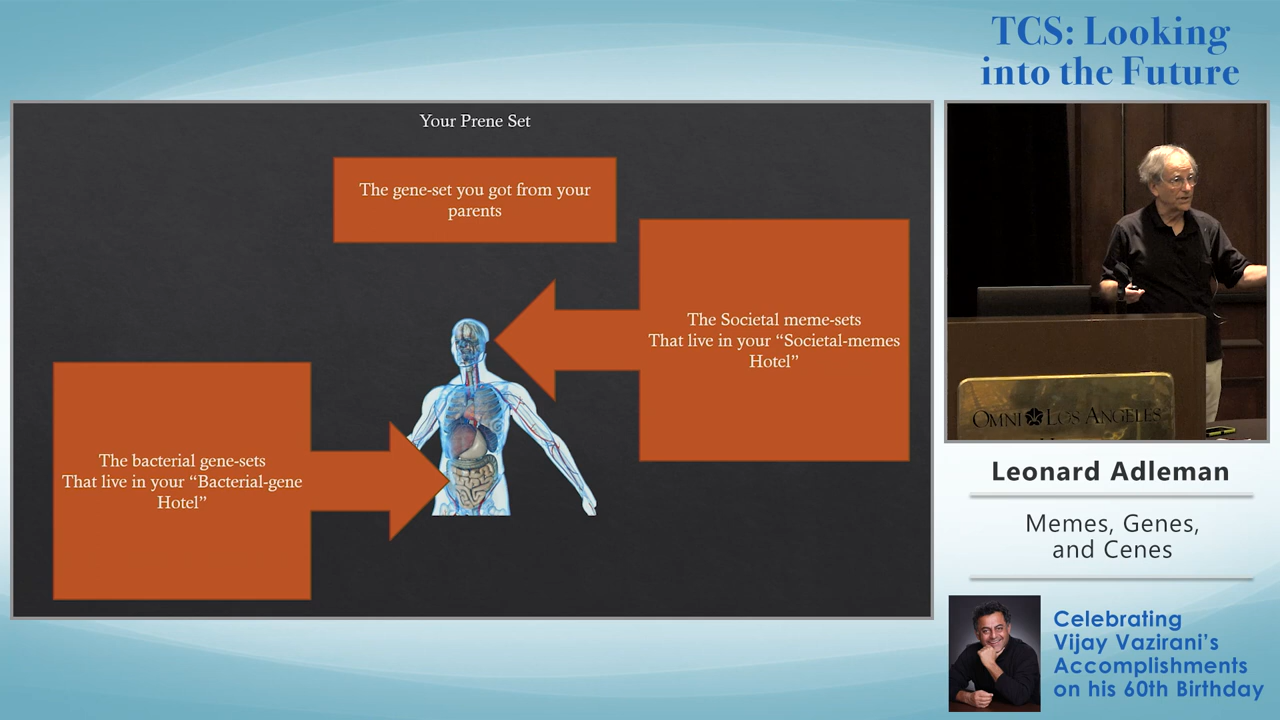 TCS: Looking
into the Future
Your Prene Set
The gene-set you got from your
parents
The Societal meme-sets
That live in your “Societal-memes
Hotel”
The bacterial gene-sets
That live in your “Bacterial-gene
Hotel”
OMNI LOS ANGELES
Leonard Adleman
Memes, Genes,
and Cenes
Celebrating
Vijay Vazirani’s
Accomplishments
on his 60th Birthday